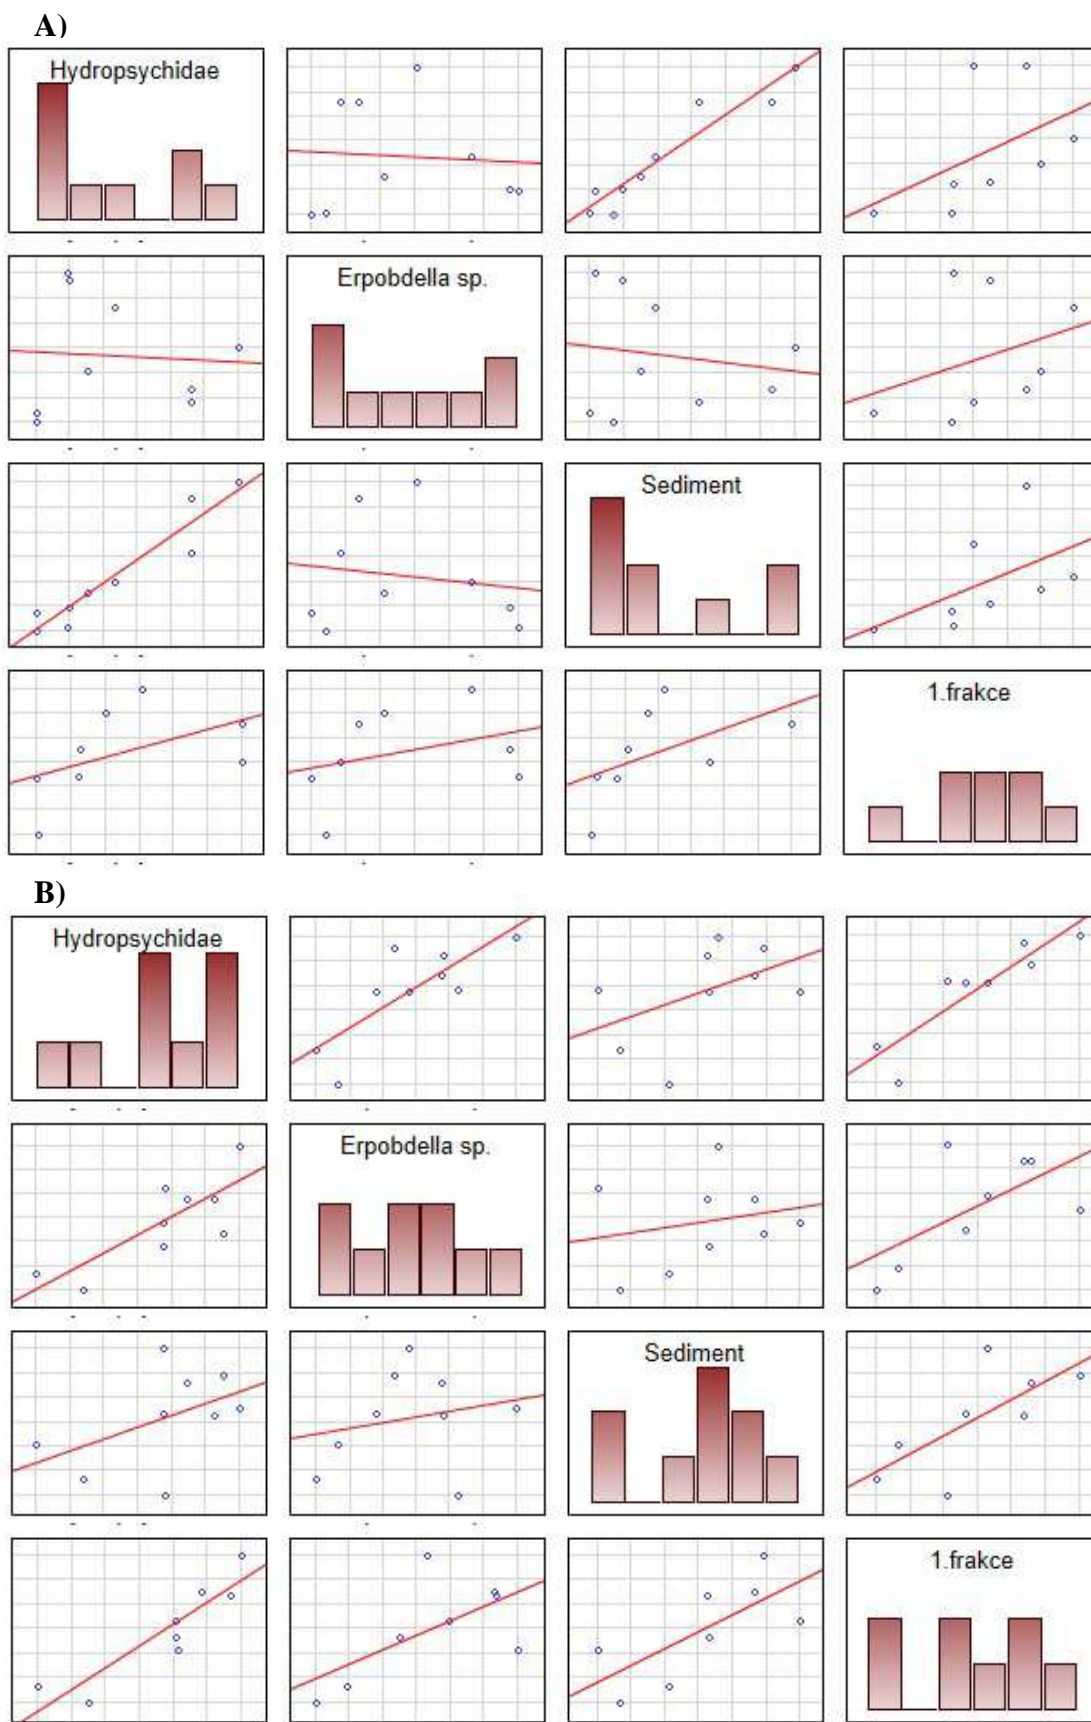 A)
Hydropsychidae
Erpobdella sp.
Sediment
1.frakce
B)
Hydropsychidae
Erpobdella sp.
Sediment
1.frakce